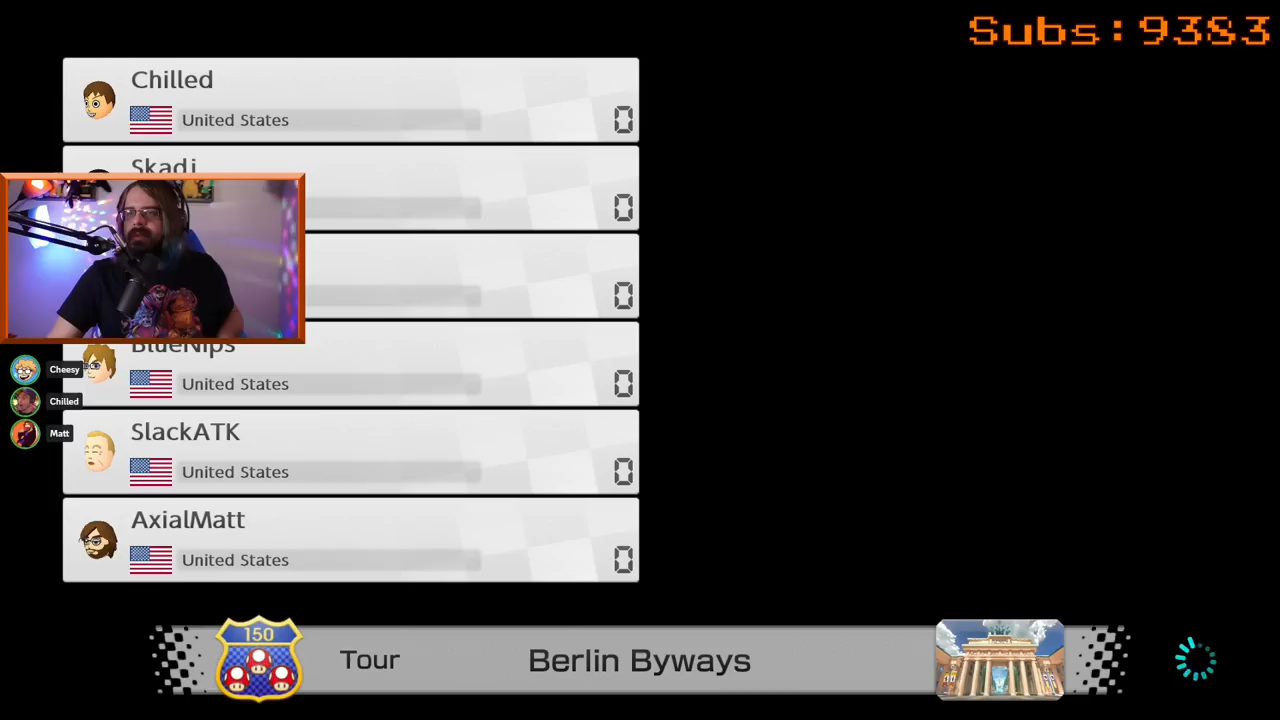 Subs:9383
Chilled
United States 0
Skadi
0
0
BlueNips
United States 0
SlackATK
United States 0
AxialMatt
United States 0
Cheesy
Chilled
Matt
150 Tour Berlin Byways